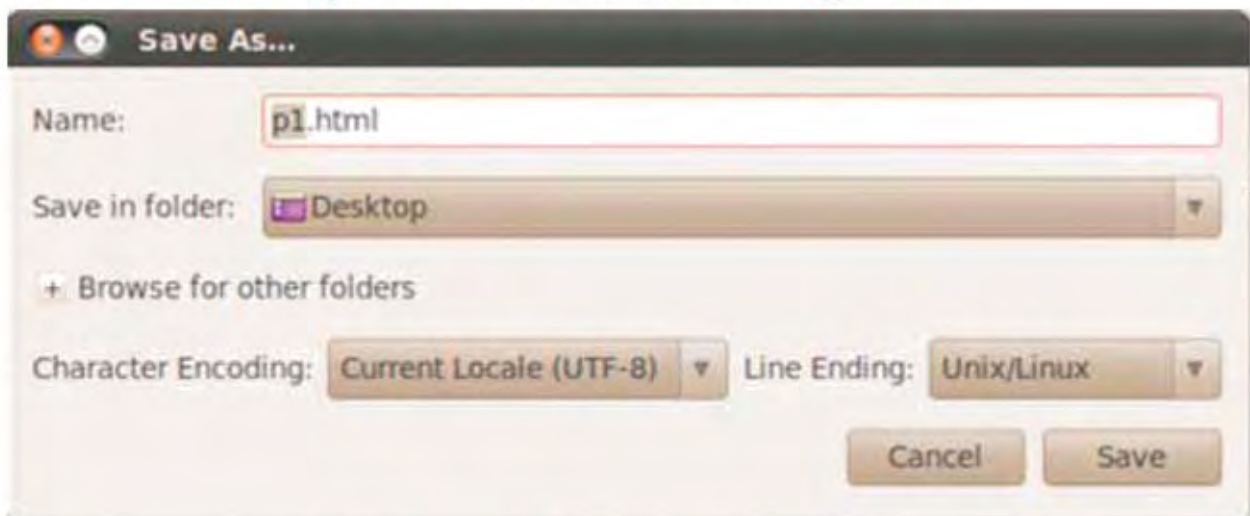 Save As...
Name: p1.html
Save in folder: Desktop
+ Browse for other folders
Character Encoding: Current Locale (UTF-8) Line Ending: Unix/Linux
Cancel Save